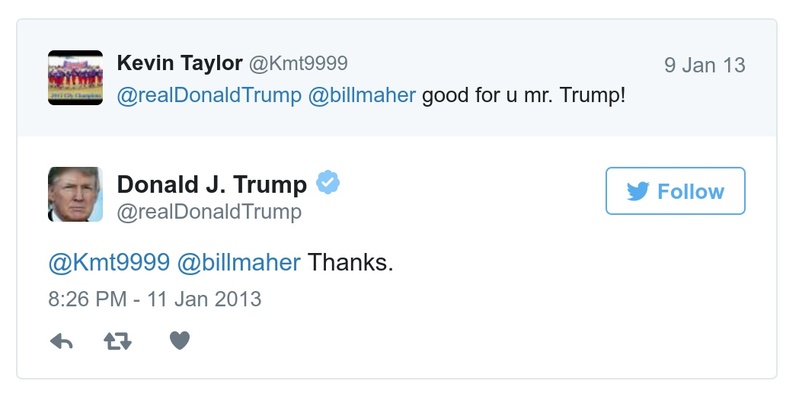 Kevin Taylor @Kmt9999
9 Jan 13
@realDonaldTrump @billmaher good for u mr. Trump!
Donald J. Trump
@realDonaldTrump
Follow
@Kmt9999 @billmaher Thanks.
8:26 PM - 11 Jan 2013